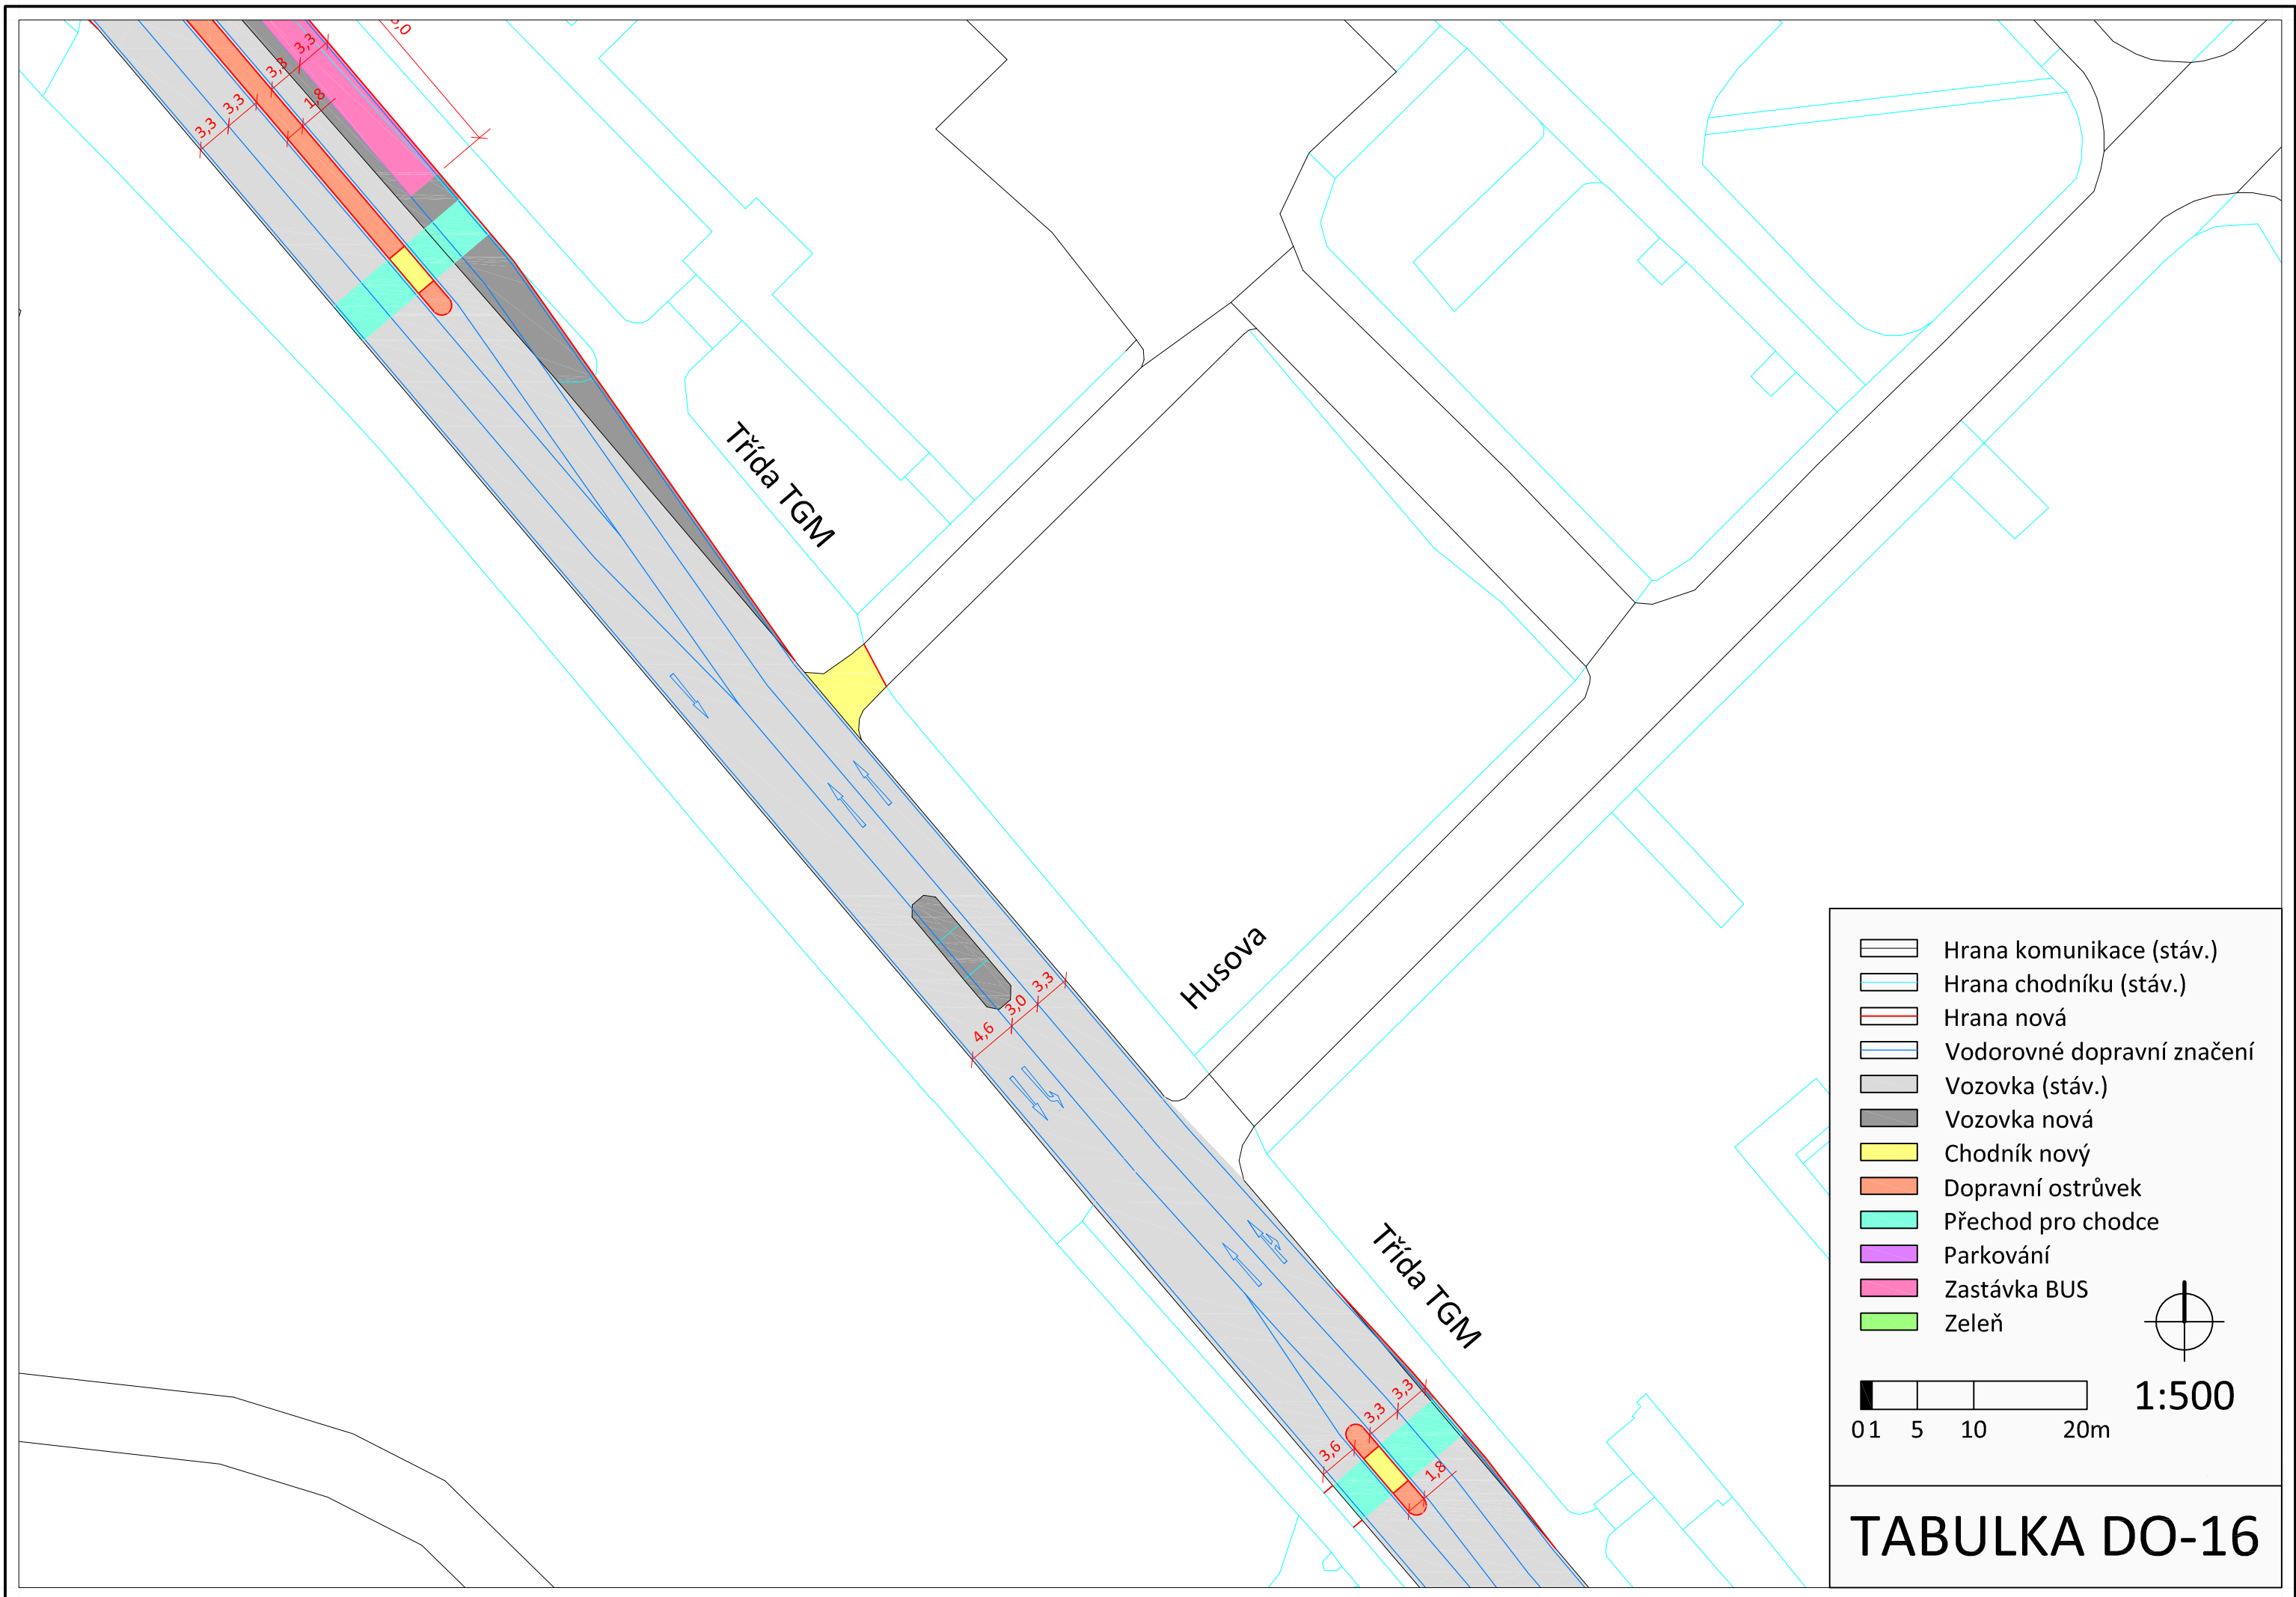 3,3
3,3
3,3
3,3
1,8
Třída TGM
Husova
4,6
3,0
3,3
Třída TGM
3,6
3,3
3,3
1,8
Hrana komunikace (stáv.)
Hrana chodníku (stáv.)
Hrana nová
Vodorovné dopravní značení
Vozovka (stáv.)
Vozovka nová
Chodník nový
Dopravní ostrůvek
Přechod pro chodce
Parkování
Zastávka BUS
Zeleň
0 1 5 10 20m
1:500
TABULKA DO-16